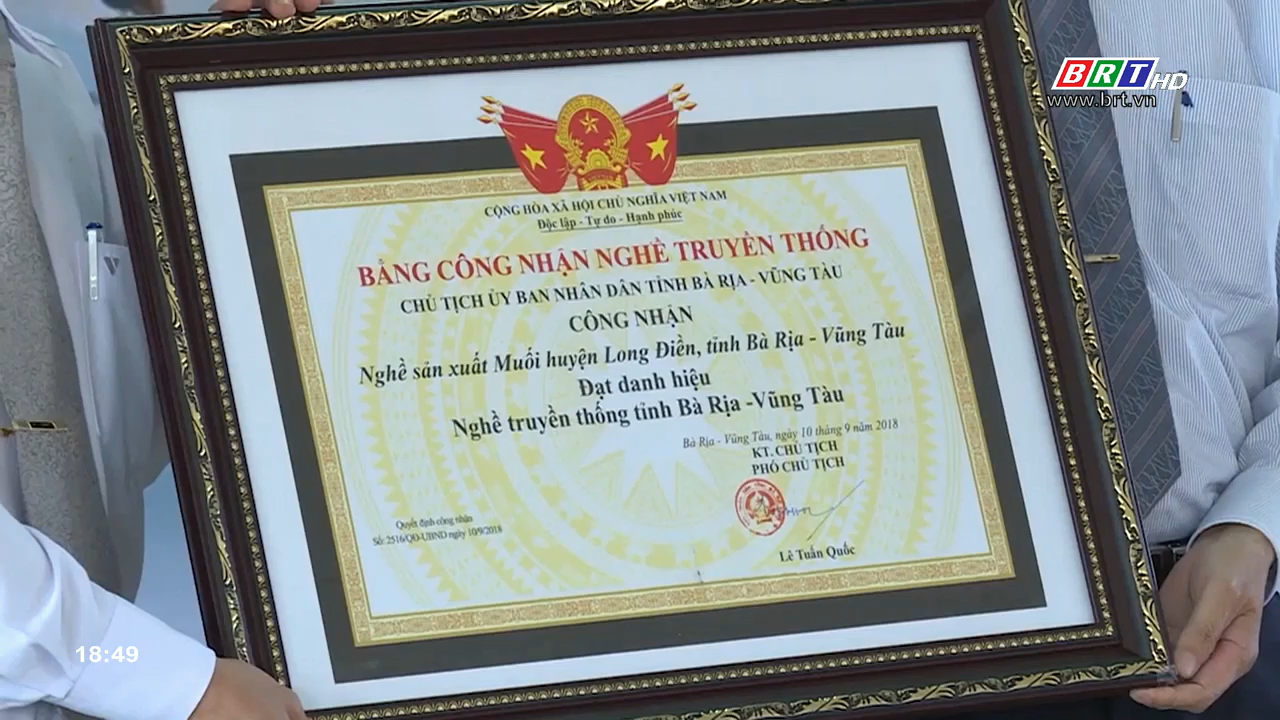 BRT HD
www.brt.vn
CỘNG HÒA XÃ HỘI CHỦ NGHĨA VIỆT NAM
Độc lập - Tự do - Hạnh phúc
BẰNG CÔNG NHẬN NGHỀ TRUYỀN THỐNG
CHỦ TỊCH ỦY BAN NHÂN DÂN TỈNH BÀ RỊA - VŨNG TÀU
CÔNG NHẬN
Nghề sản xuất Muối huyện Long Điền, tỉnh Bà Rịa - Vũng Tàu
Đạt danh hiệu
Nghề truyền thống tỉnh Bà Rịa -Vũng Tàu
Bà Rịa - Vũng Tàu, ngày 10 tháng 9 năm 2018
KT. CHỦ TỊCH
PHÓ CHỦ TỊCH
Quyết định công nhận
Số: 2516/QĐ-UBND ngày 10/9/2018
Lê Tuấn Quốc
18:49